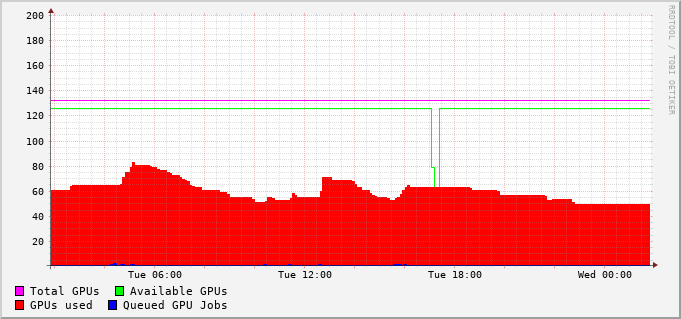 200
180
160
140
120
100
80
60
40
20
Tue 06:00 Tue 12:00 Tue 18:00 Wed 00:00
Total GPUs Available GPUs
GPUs used Queued GPU Jobs
RRDTOOL / TOBI OETIKER